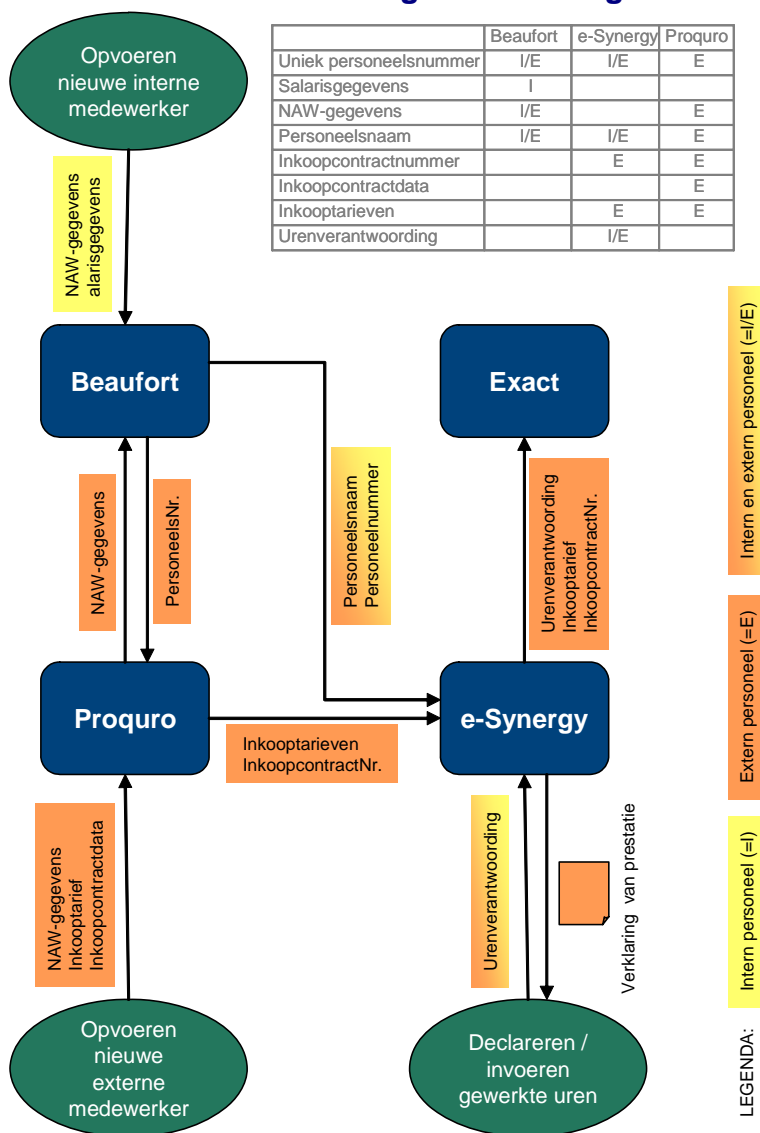 Opvoeren
nieuwe interne
medewerker
Beaufort e-Synergy Proquro
Uniek personeelsnummer I/E I/E E
Salarisgegevens I
NAW-gegevens I/E E
Personeelsnaam I/E I/E E
Inkoopcontractnummer E E
Inkoopcontractdata E
Inkooptarieven E E
Urenverantwoording I/E
NAW-gegevens
alarisgegevens
Beaufort
Exact
NAW-gegevens
PersoneelsNr.
Personeelsnaam
Personeelnummer
Urenverantwoording
Inkooptarief
InkoopcontractNr.
Proquro
e-Synergy
Inkooptarieven
InkoopcontractNr.
NAW-gegevens
Inkooptarief
Inkoopcontractdata
Urenverantwoording
Verklaring van prestatie
Opvoeren
nieuwe
externe
medewerker
Declareren /
invoeren
gewerkte uren
LEGENDA:
Intern personeel (=I)
Extern personeel (=E)
Intern en extern personeel (=I/E)